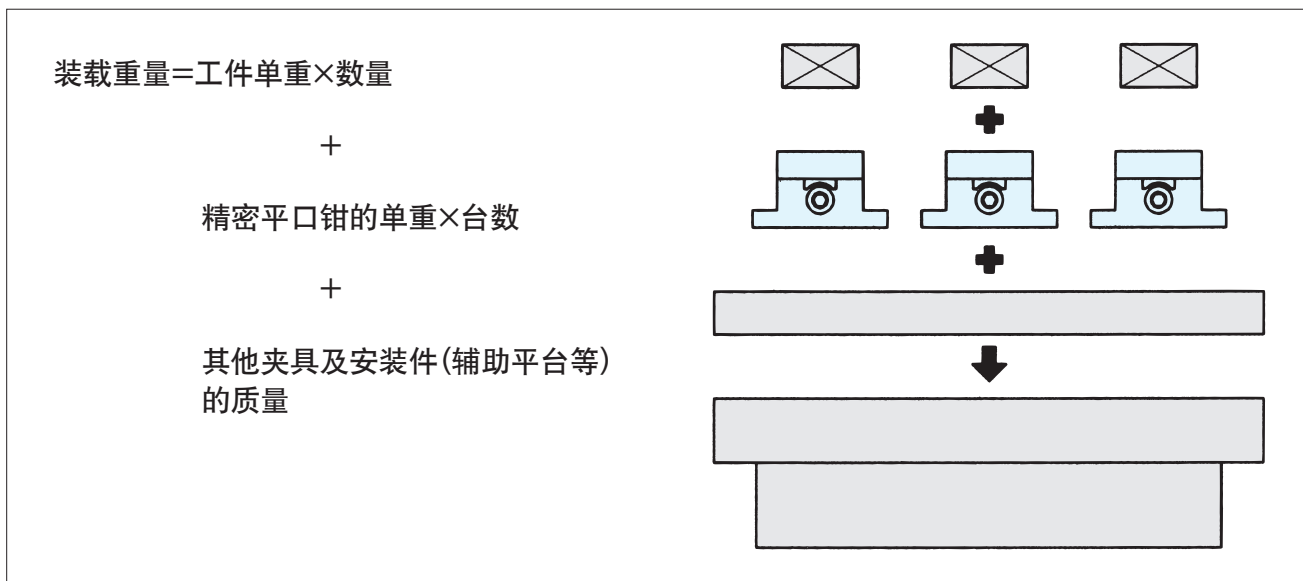 装载重量=工件单重×数量
+
精密平口钳的单重×台数
+
其他夹具及安装件(辅助平台等)
的质量